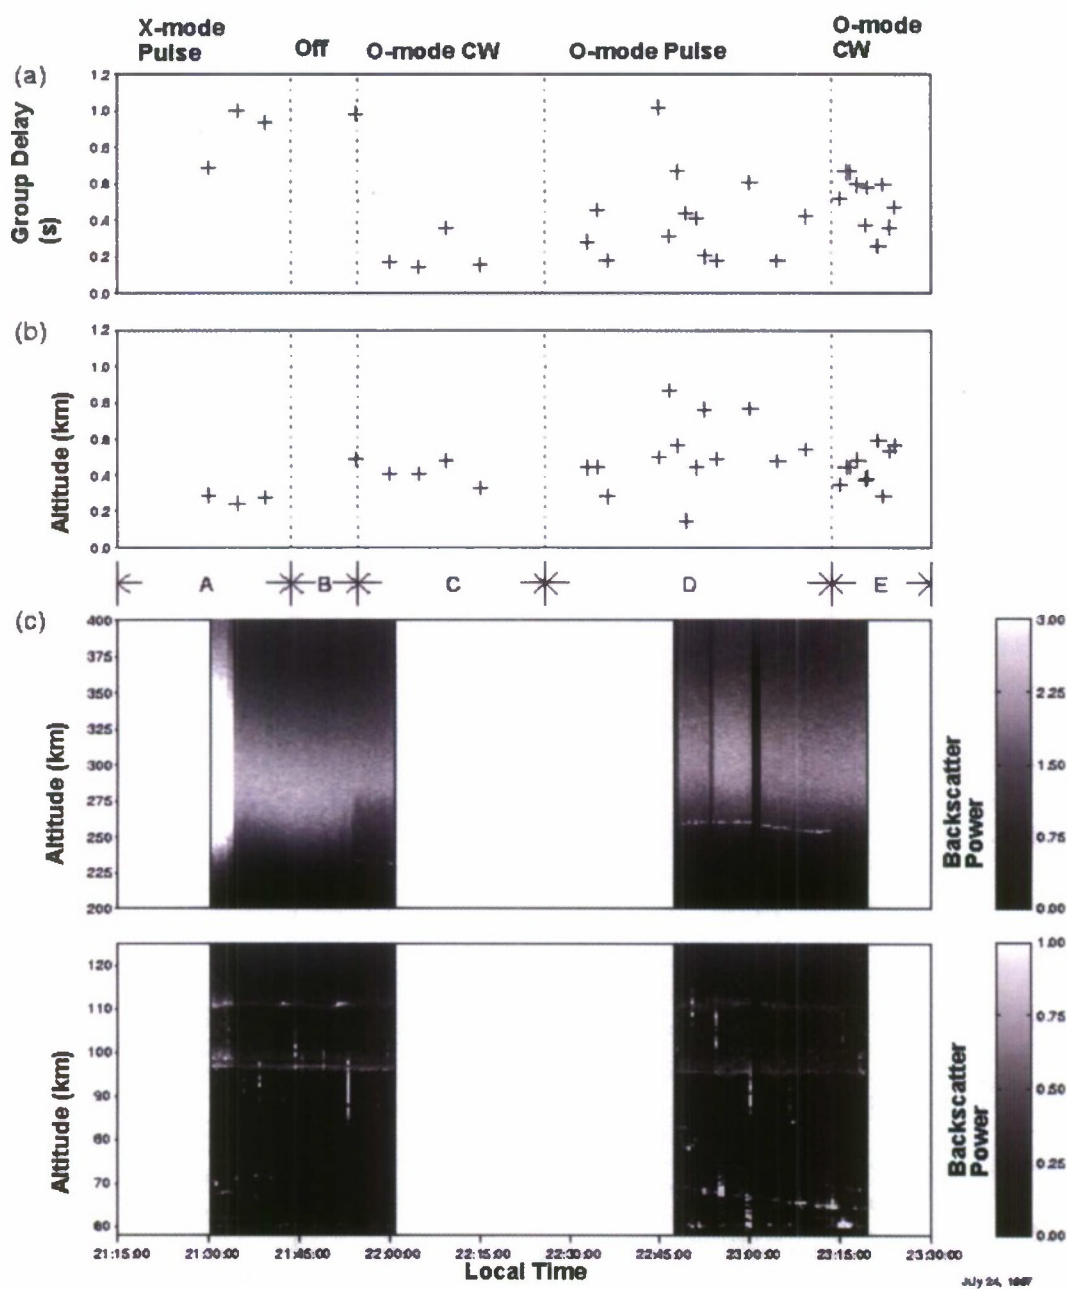 X-mode Pulse
Off
O-mode CW
O-mode Pulse
O-mode CW
(a)
Group Delay (s)
1.2
1.0
0.8
0.6
0.4
0.2
0.0
(b)
Altitude (km)
1.2
1.0
0.8
0.6
0.4
0.2
0.0
A
B
C
D
E
(c)
Altitude (km)
400
375
350
325
300
275
250
225
200
Backscatter Power
3.00
2.25
1.50
0.75
0.00
Altitude (km)
120
110
100
90
80
70
60
Backscatter Power
1.00
0.75
0.50
0.25
0.00
21:15:00
21:30:00
21:45:00
22:00:00
22:15:00
22:30:00
22:45:00
23:00:00
23:15:00
23:30:00
Local Time
July 24, 1997